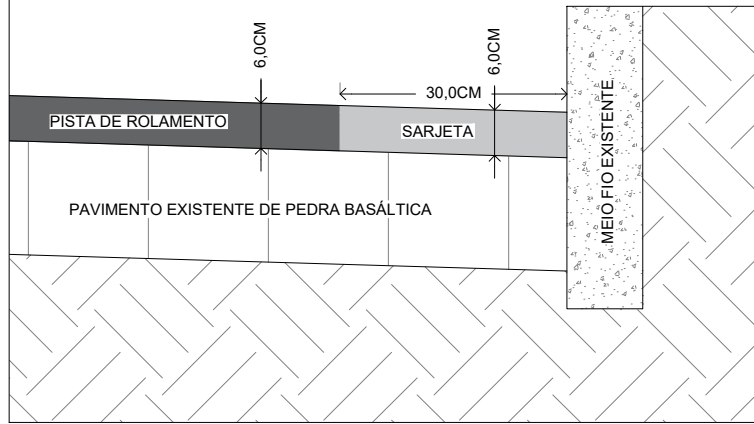 6,0CM
6,0CM
30,0CM
PISTA DE ROLAMENTO
SARJETA
MEIO FIO EXISTENTE
PAVIMENTO EXISTENTE DE PEDRA BASÁLTICA